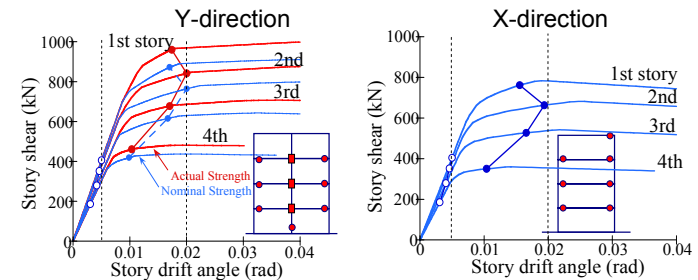 Y-direction
Story shear (kN)
1000
800
600
400
200
0
1st story
2nd
3rd
4th
Actual Strength
Nominal Strength
0
0.01
0.02
0.03
0.04
Story drift angle (rad)
X-direction
Story shear (kN)
1000
800
600
400
200
0
1st story
2nd
3rd
4th
0
0.01
0.02
0.03
0.04
Story drift angle (rad)